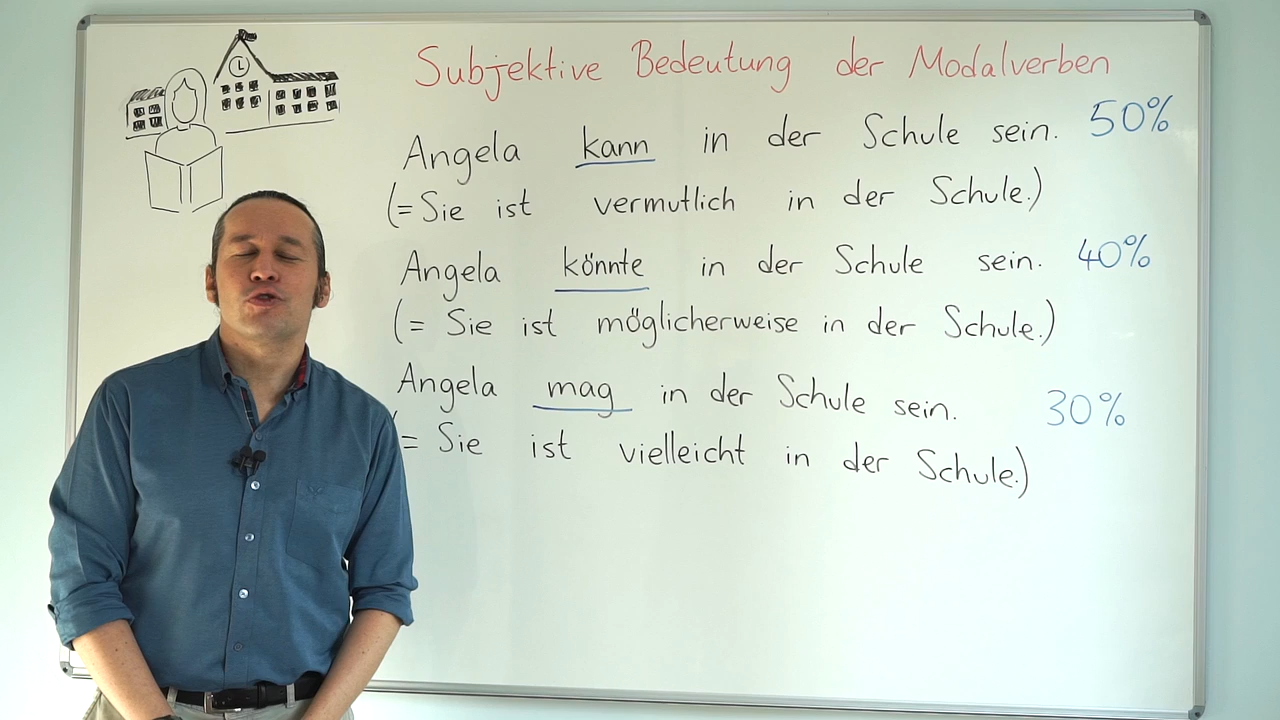 Subjektive Bedeutung der Modalverben
Angela kann in der Schule sein. 50%
(= Sie ist vermutlich in der Schule.)
Angela könnte in der Schule sein. 40%
(= Sie ist möglicherweise in der Schule.)
Angela mag in der Schule sein. 30%
(= Sie ist vielleicht in der Schule.)